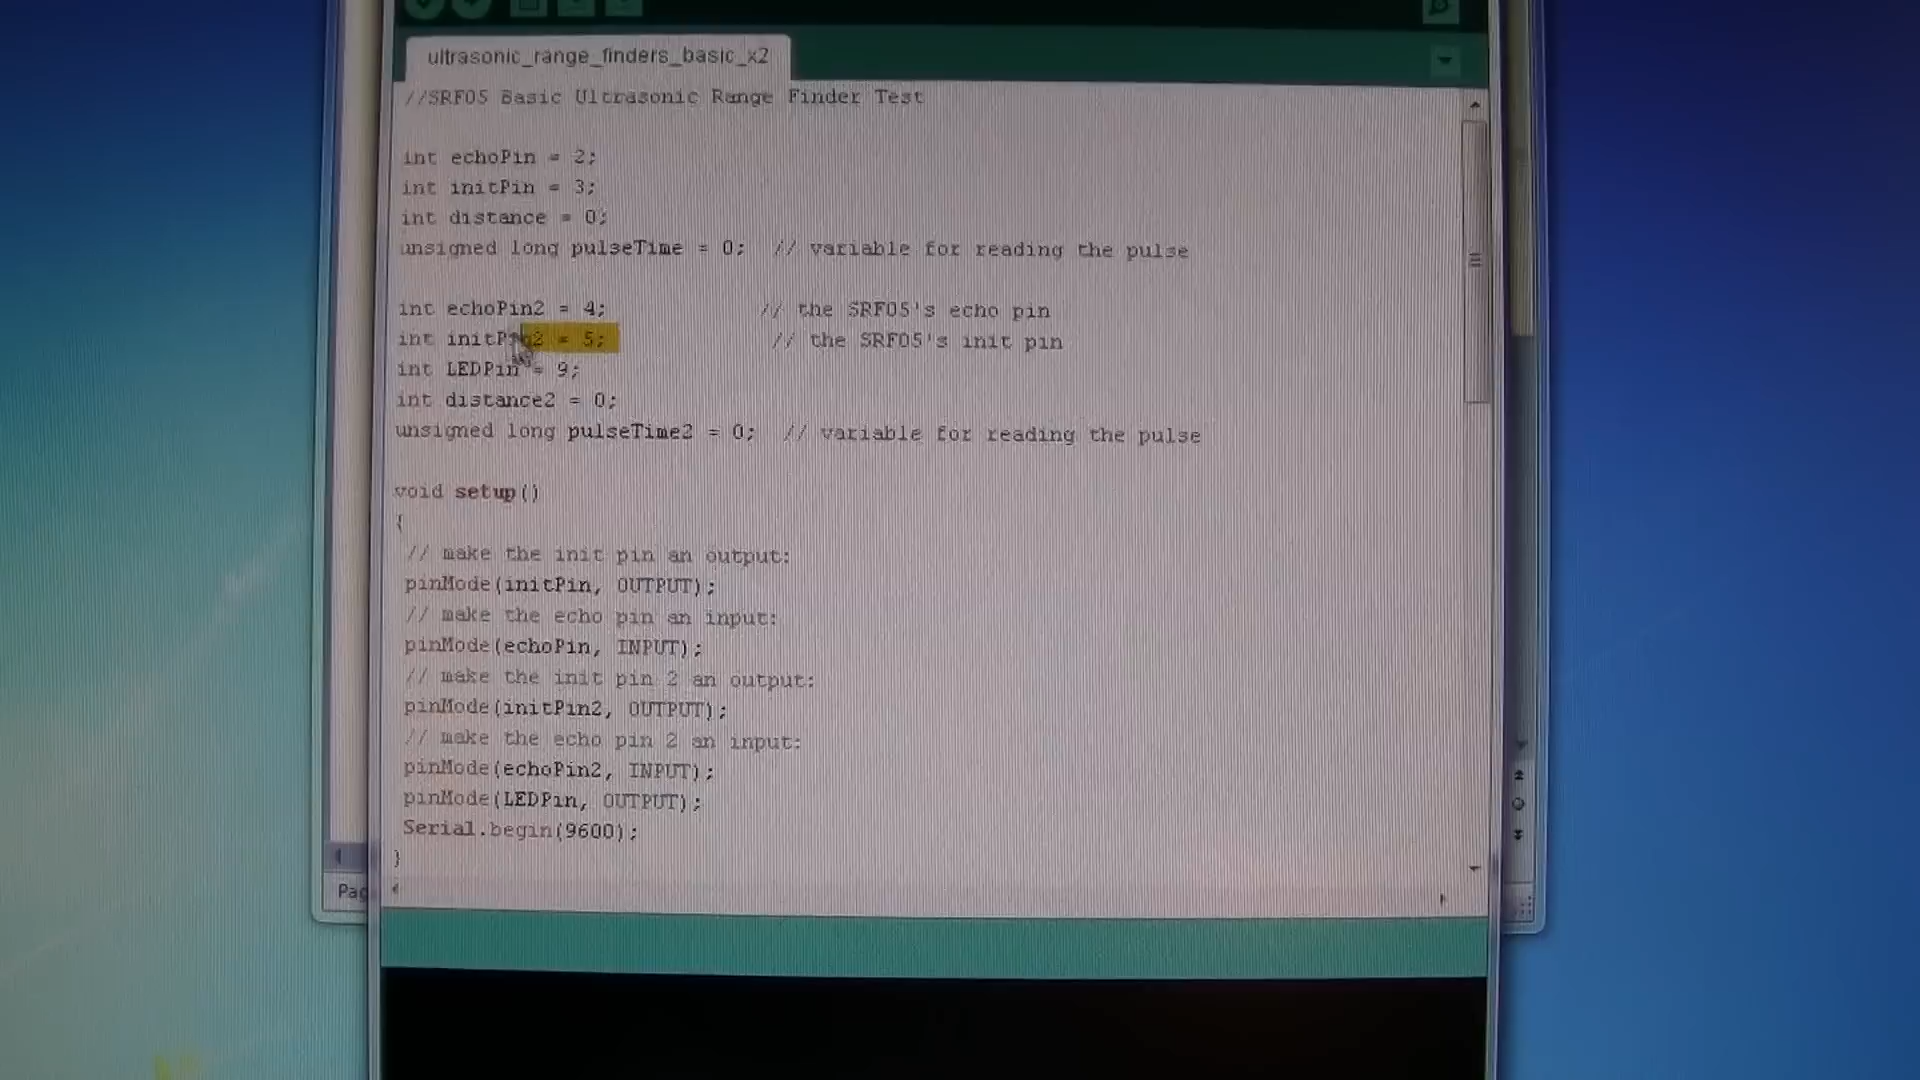 ultrasonic_range_finders_basic_x2
//SRF05 Basic Ultrasonic Range Finder Test
int echoPin = 2;
int initPin = 3;
int distance = 0;
unsigned long pulseTime = 0;  // variable for reading the pulse
int echoPin2 = 4;             // the SRF05's echo pin
int initPin2 = 5;             // the SRF05's init pin
int LEDPin = 9;
int distance2 = 0;
unsigned long pulseTime2 = 0;  // variable for reading the pulse
void setup()
{
// make the init pin an output:
pinMode(initPin, OUTPUT);
// make the echo pin an input:
pinMode(echoPin, INPUT);
// make the init pin 2 an output:
pinMode(initPin2, OUTPUT);
// make the echo pin 2 an input:
pinMode(echoPin2, INPUT);
pinMode(LEDPin, OUTPUT);
Serial.begin(9600);
}
Pag